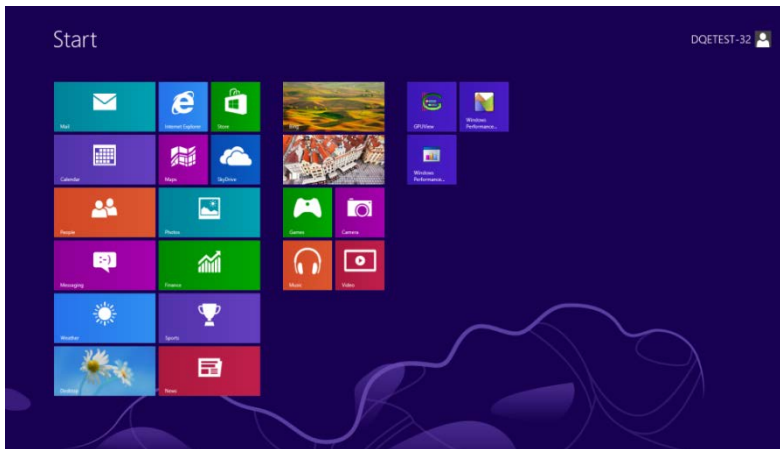 Start
DQETEST-32
Mail
Internet Explorer
Store
Calendar
Maps
SkyDrive
People
Photos
Messaging
:-)
Finance
Weather
Sports
Desktop
News
Bing
Games
Camera
Music
Video
GPUView
Windows
Performance...
Windows
Performance...